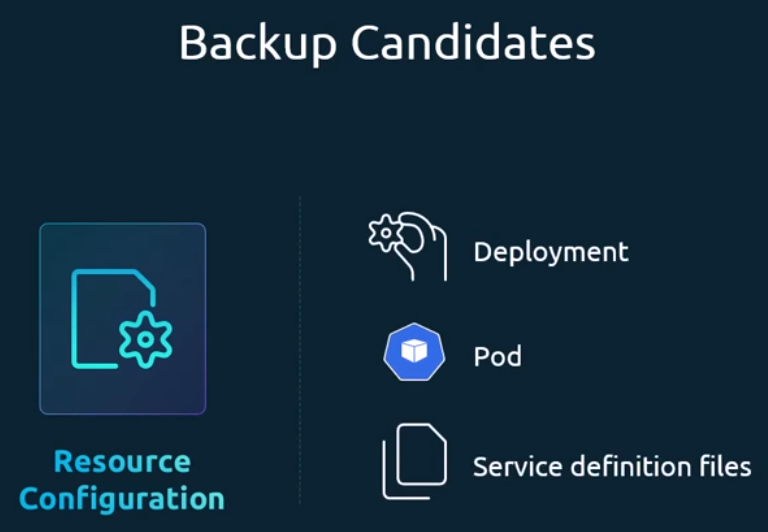 Backup Candidates
Resource
Configuration
Deployment
Pod
Service definition files